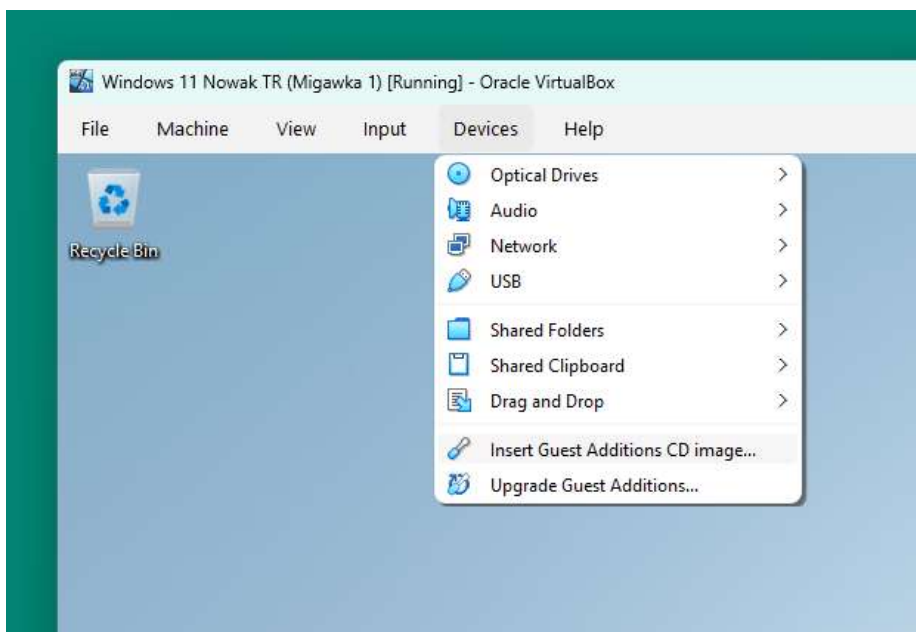 Windows 11 Nowak TR (Migawka 1) [Running] - Oracle VirtualBox
File Machine View Input Devices Help
Recycle Bin
Optical Drives
Audio
Network
USB
Shared Folders
Shared Clipboard
Drag and Drop
Insert Guest Additions CD image...
Upgrade Guest Additions...